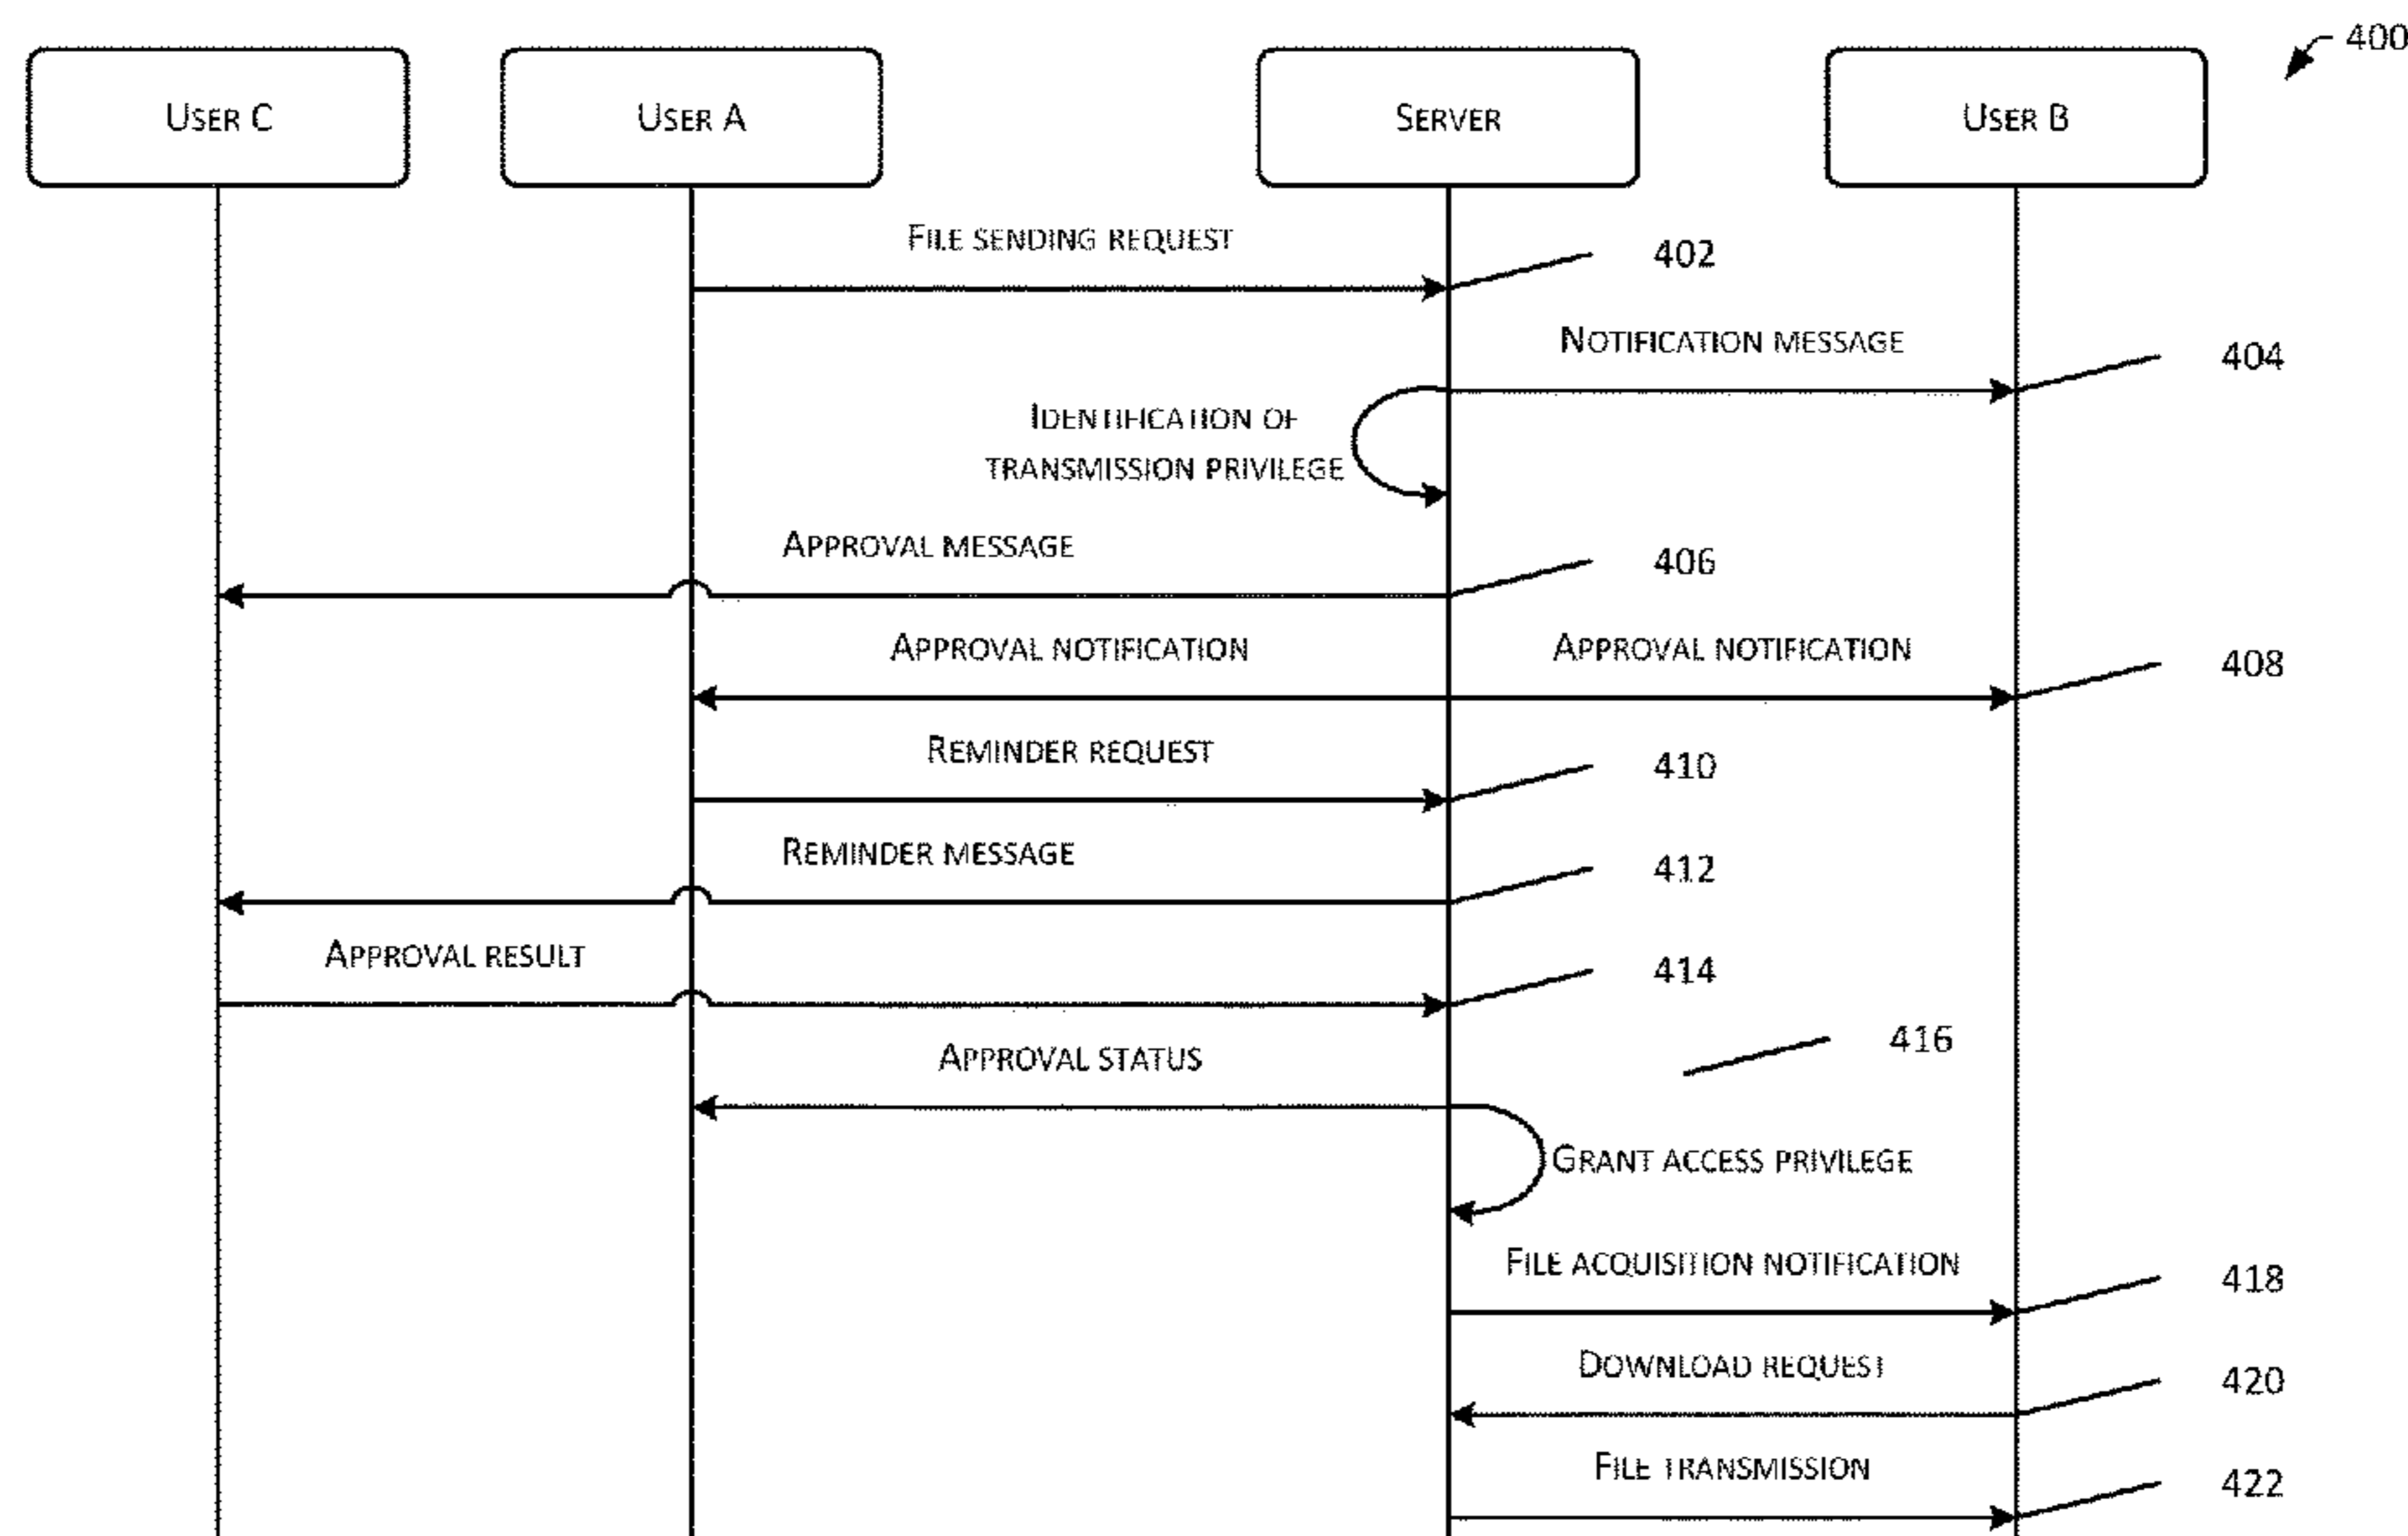 400
USER C
USER A
SERVER
USER B
FILE SENDING REQUEST
402
NOTIFICATION MESSAGE
404
IDENTIFICATION OF
TRANSMISSION PRIVILEGE
APPROVAL MESSAGE
406
APPROVAL NOTIFICATION
APPROVAL NOTIFICATION
408
REMINDER REQUEST
410
REMINDER MESSAGE
412
APPROVAL RESULT
414
APPROVAL STATUS
416
GRANT ACCESS PRIVILEGE
FILE ACQUISITION NOTIFICATION
418
DOWNLOAD REQUEST
420
FILE TRANSMISSION
422